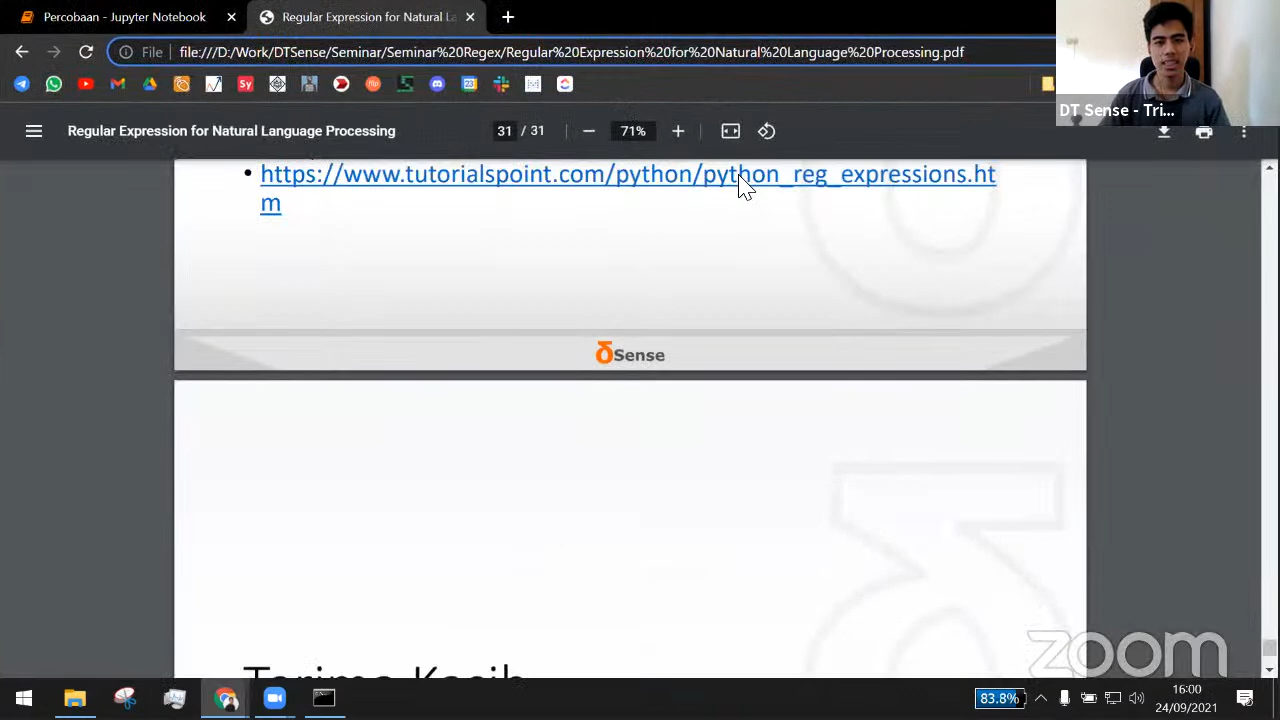 Percobaan - Jupyter Notebook
Regular Expression for Natural La
File
file:///D:/Work/DTSense/Seminar/Seminar%20Regex/Regular%20Expression%20for%20Natural%20Language%20Processing.pdf
DT Sense - Tri...
Regular Expression for Natural Language Processing
31 / 31
71%
• https://www.tutorialspoint.com/python/python_reg_expressions.ht
m
Sense
Terima Kasih
zoom
83.8%
16:00
24/09/2021